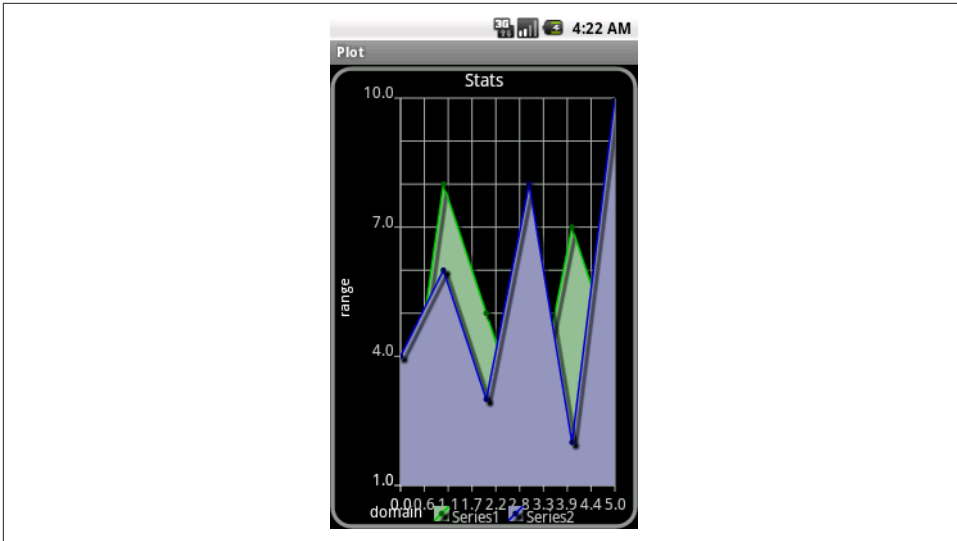 3G 4:22 AM
Plot
Stats
10.0
7.0
range
4.0
1.0
0.0 0.6 1.1 1.7 2.2 2.8 3.3 3.9 4.4 5.0
domain Series1 Series2